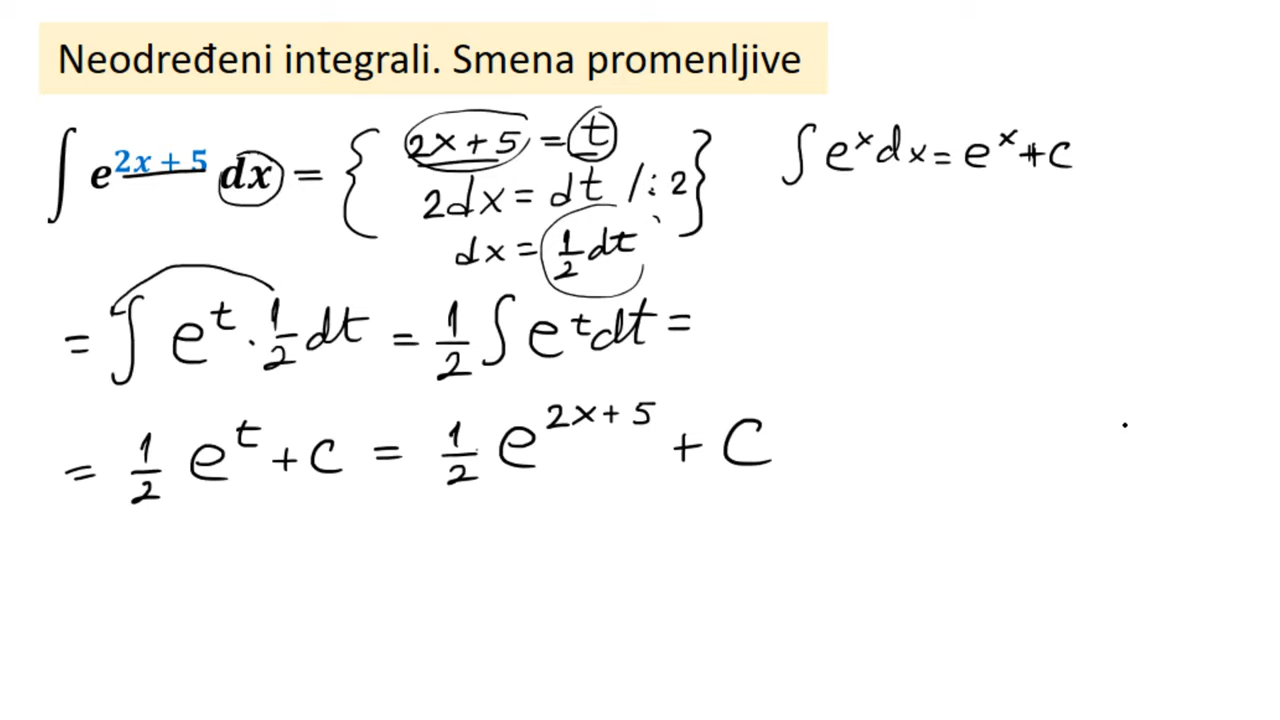 Neodređeni integrali. Smena promenljive
∫ e^{2x + 5} dx = { 2x + 5 = t
2dx = dt /: 2 }
dx = 1/2 dt
∫ e^x dx = e^x + c
= ∫ e^t · 1/2 dt = 1/2 ∫ e^t dt =
= 1/2 e^t + c = 1/2 e^{2x + 5} + C